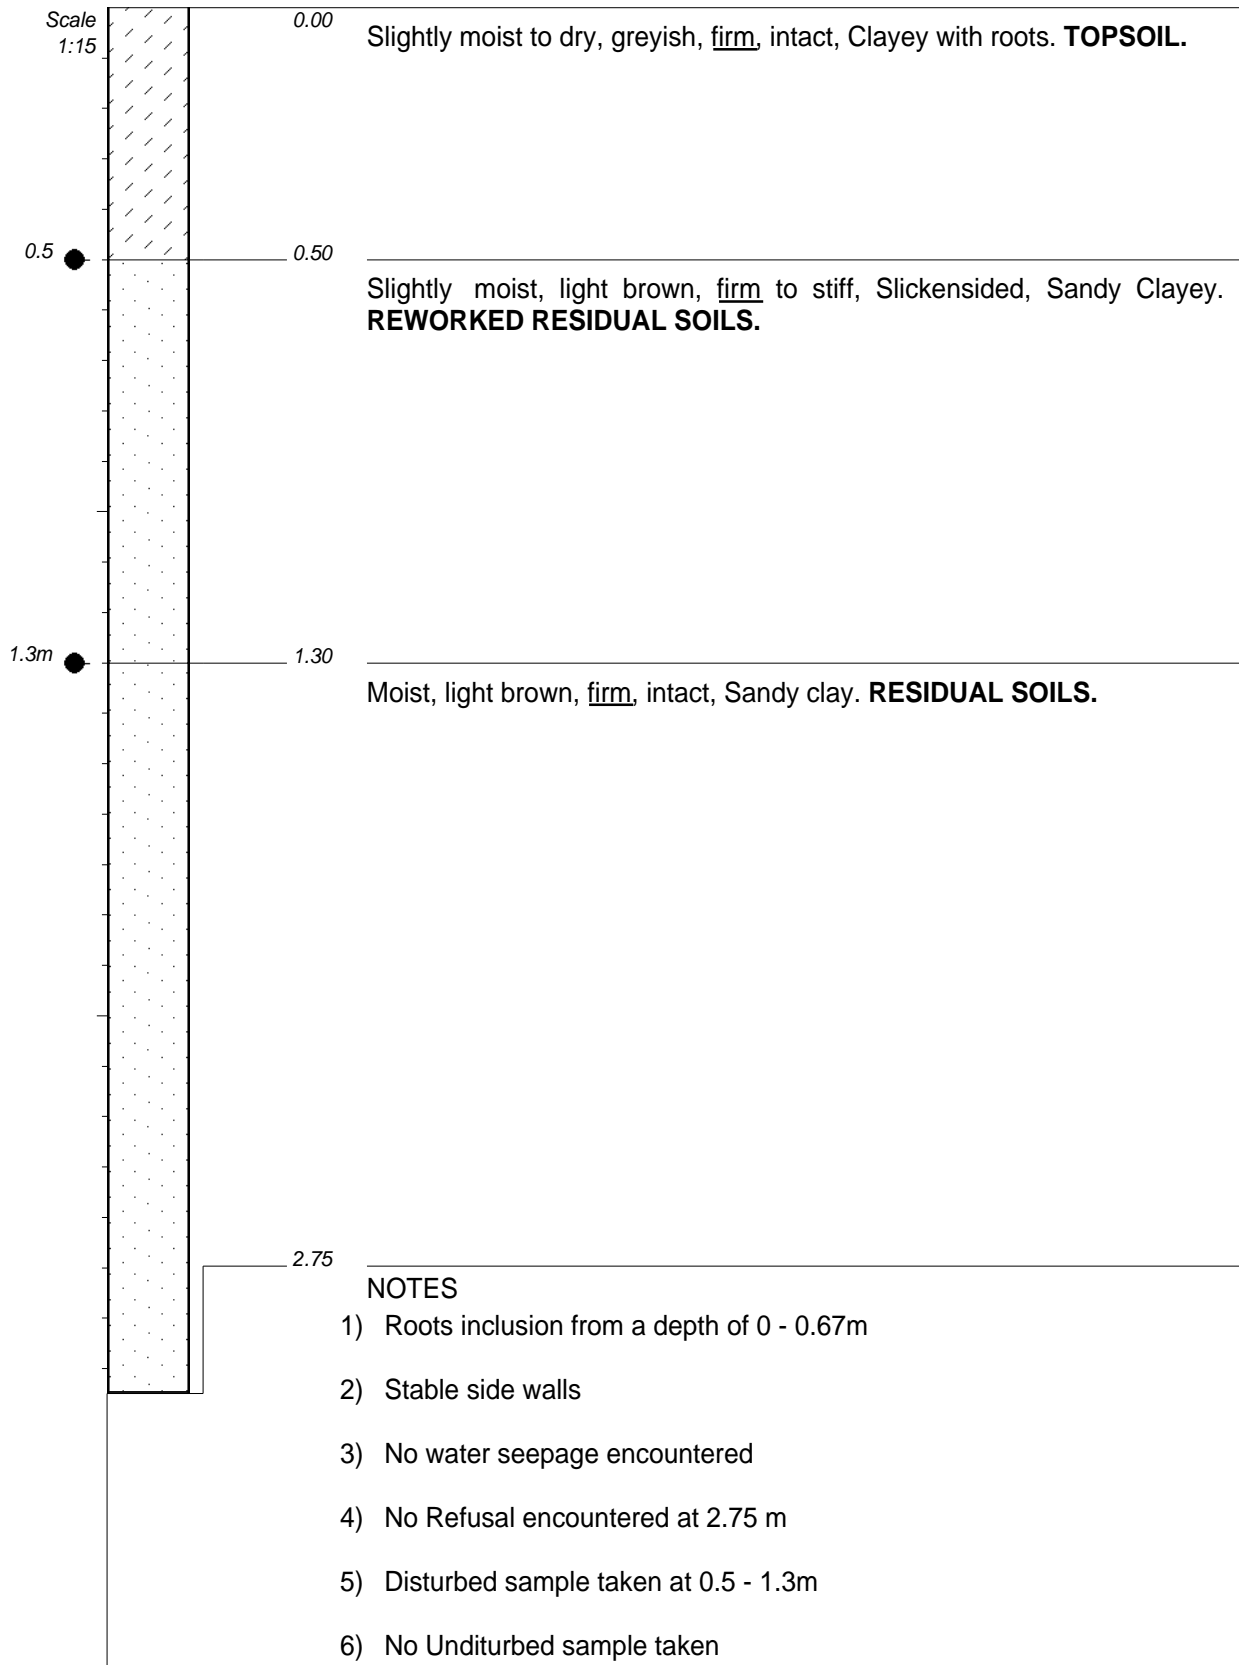 Scale
1:15
0.00
Slightly moist to dry, greyish, firm, intact, Clayey with roots. TOPSOIL.
0.5
0.50
Slightly moist, light brown, firm to stiff, Slickensided, Sandy Clayey.
REWORKED RESIDUAL SOILS.
1.3m
1.30
Moist, light brown, firm, intact, Sandy clay. RESIDUAL SOILS.
2.75
NOTES
1) Roots inclusion from a depth of 0 - 0.67m
2) Stable side walls
3) No water seepage encountered
4) No Refusal encountered at 2.75 m
5) Disturbed sample taken at 0.5 - 1.3m
6) No Unditurbed sample taken